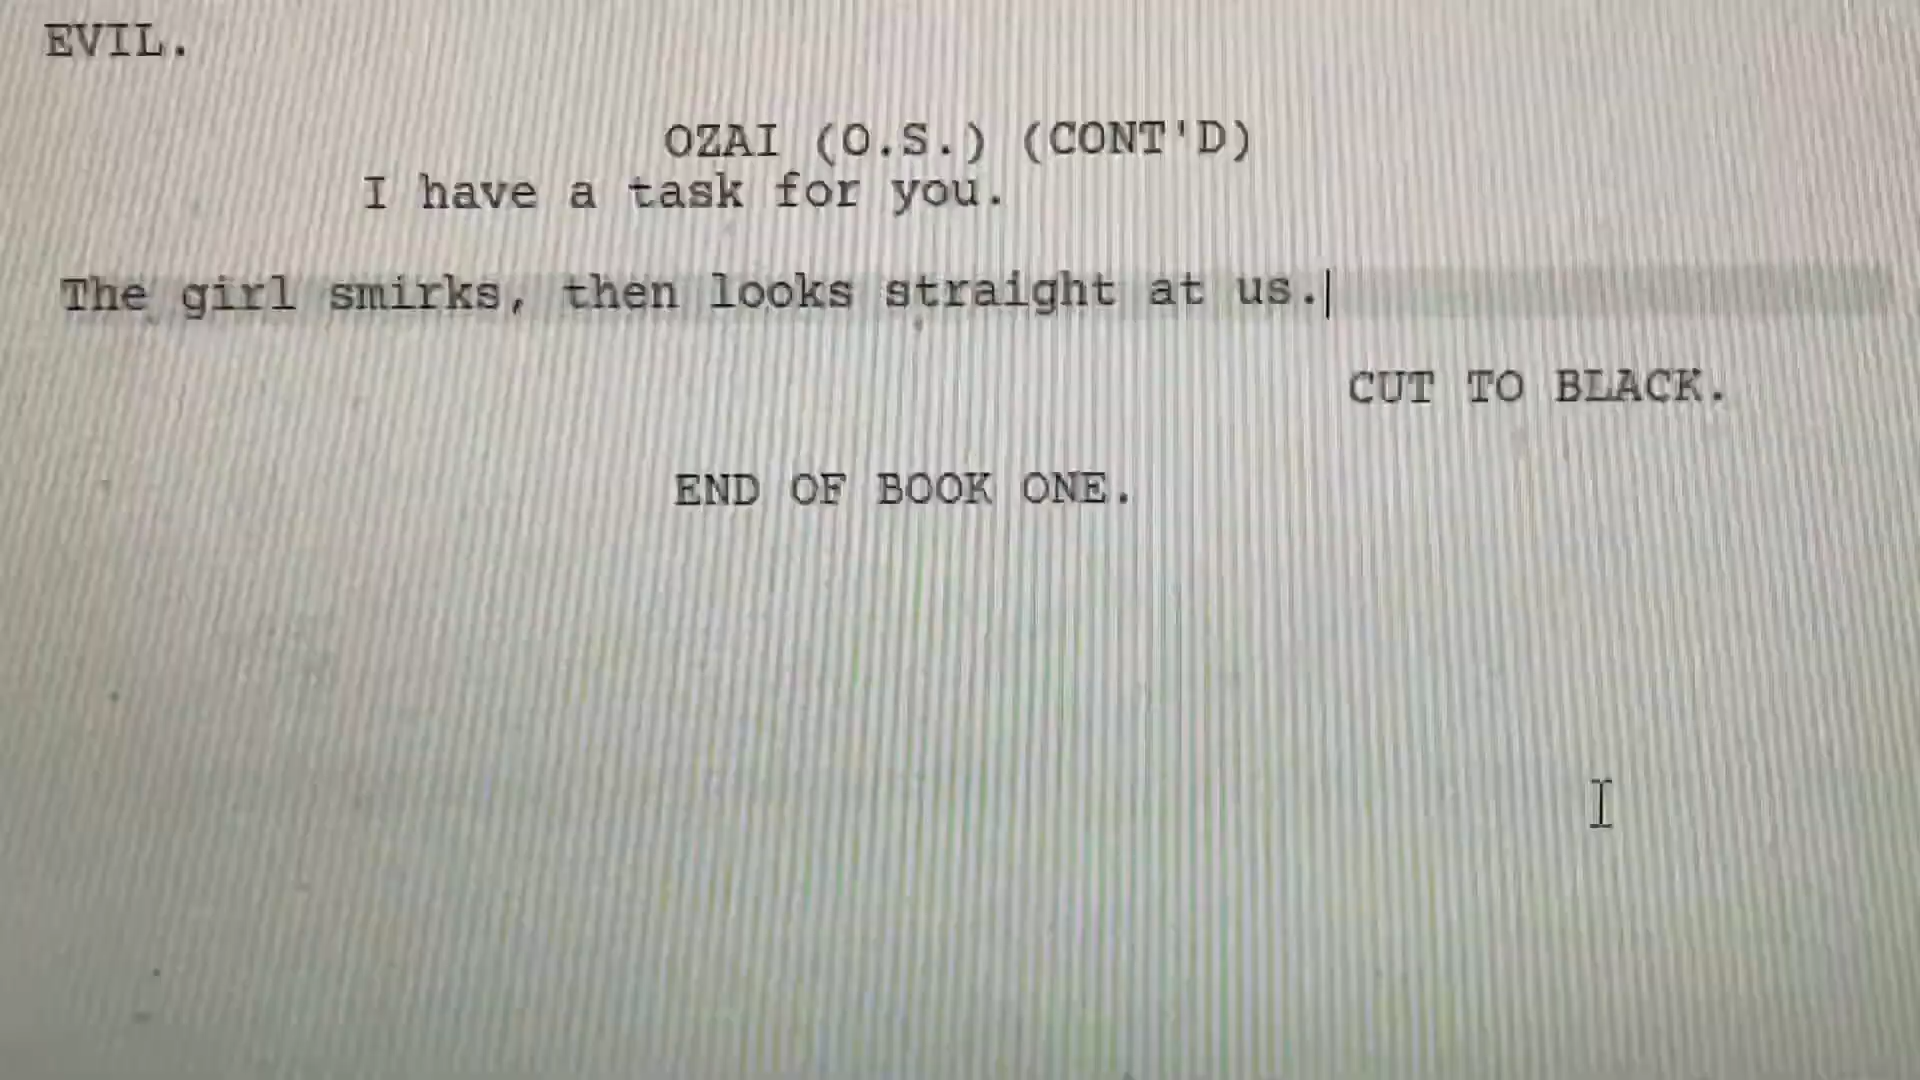 EVIL.
OZAI (O.S.) (CONT'D)
I have a task for you.
The girl smirks, then looks straight at us.
CUT TO BLACK.
END OF BOOK ONE.